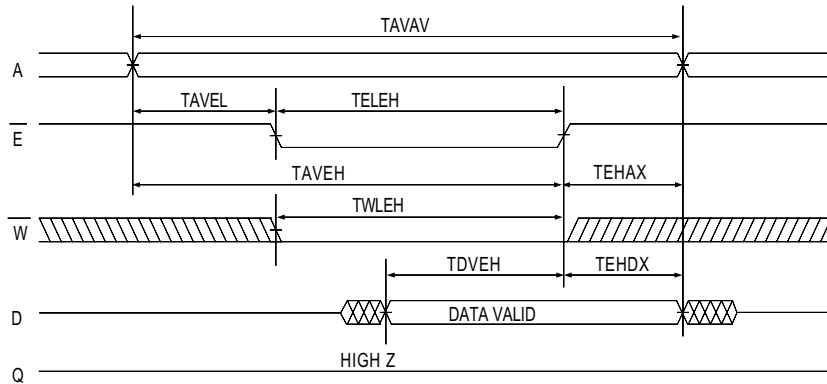 TAVAV
A
TAVEL TELEH
E
TAVEH TEHAX
TWLEH
W
TDVEH TEHDX
D DATA VALID
HIGH Z
Q